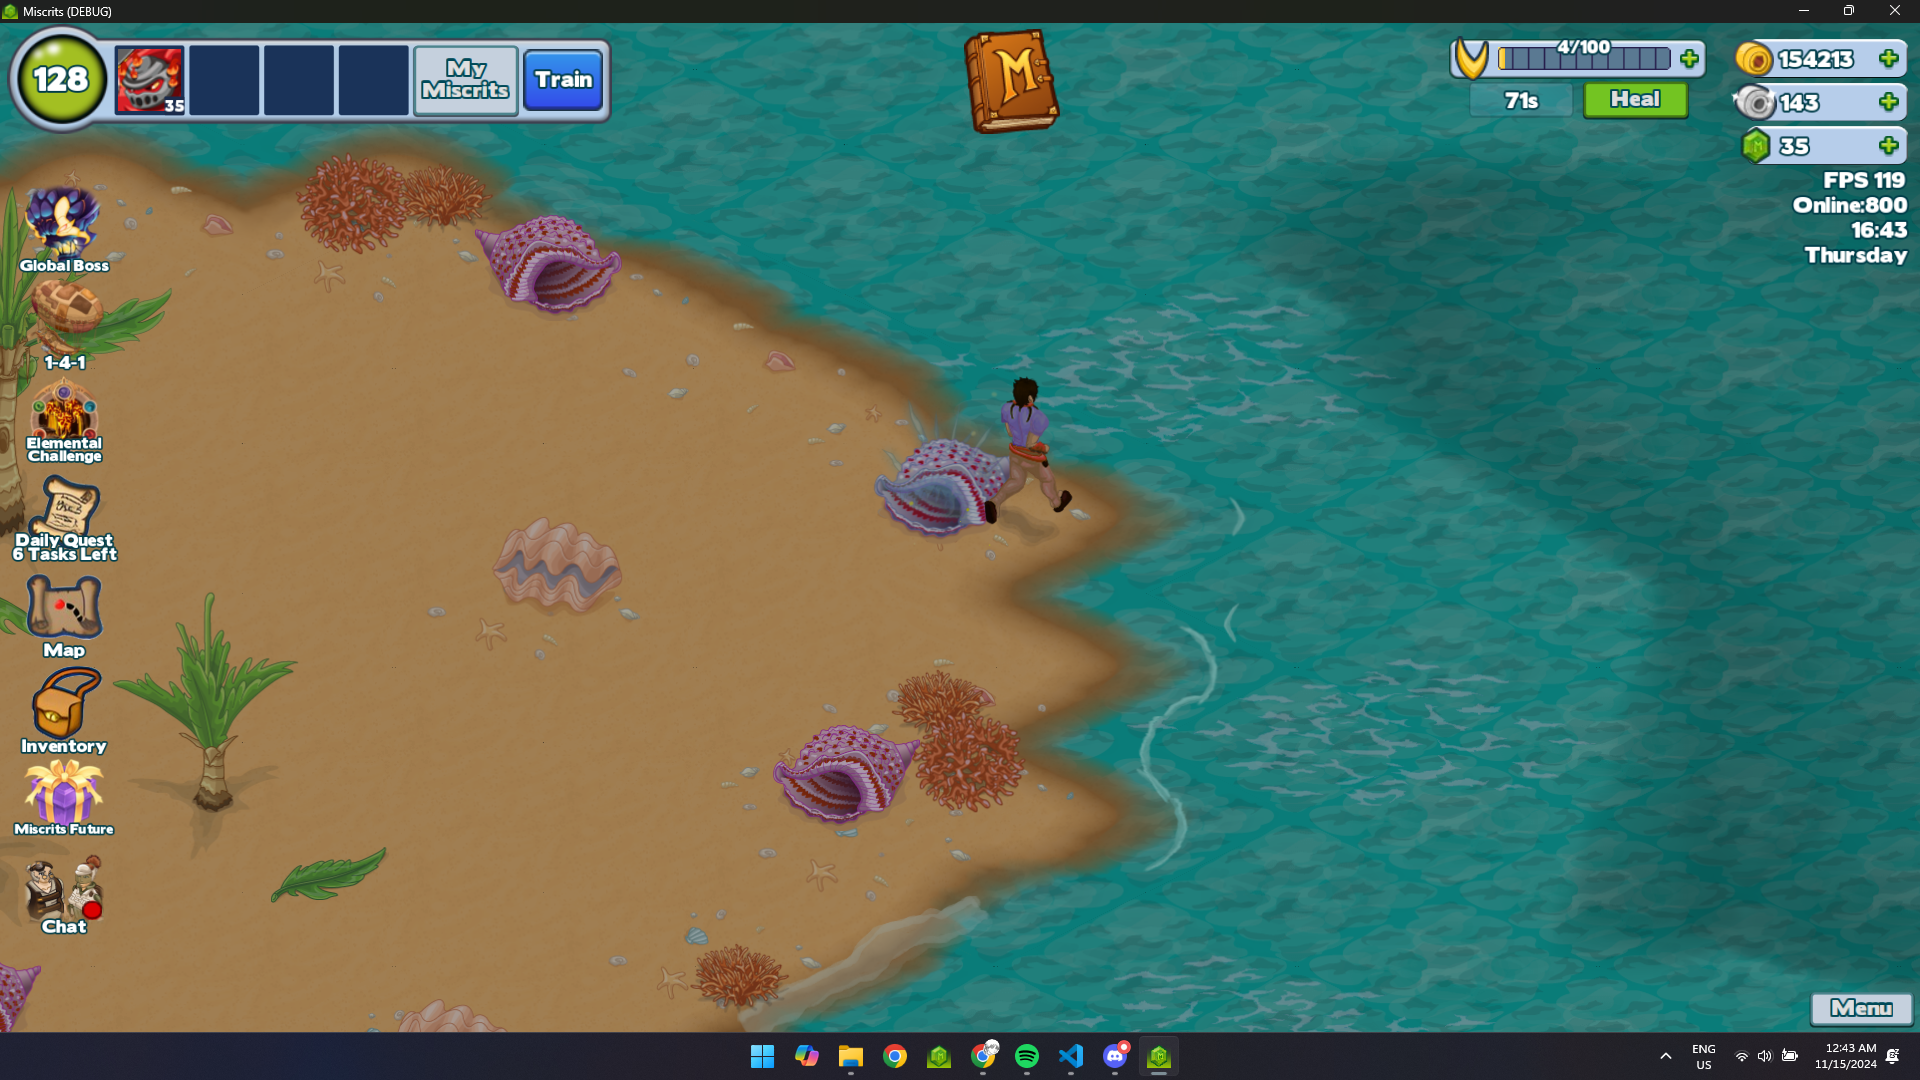 Miscrits (DEBUG)
128
35
My
Miscrits
Train
M
4/100
71s
Heal
154213
143
35
FPS 119
Online:800
16:43
Thursday
Global Boss
1-4-1
Elemental
Challenge
Daily Quest
6 Tasks Left
Map
Inventory
Miscrits Future
Chat
Menu
ENG
US
12:43 AM
11/15/2024